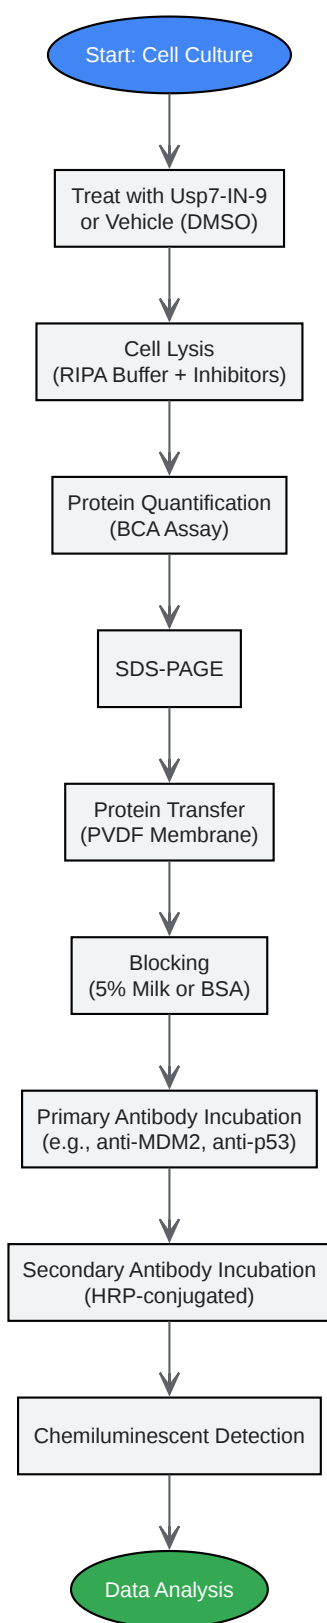 Start: Cell Culture
Treat with Usp7-IN-9
or Vehicle (DMSO)
Cell Lysis
(RIPA Buffer + Inhibitors)
Protein Quantification
(BCA Assay)
SDS-PAGE
Protein Transfer
(PVDF Membrane)
Blocking
(5% Milk or BSA)
Primary Antibody Incubation
(e.g., anti-MDM2, anti-p53)
Secondary Antibody Incubation
(HRP-conjugated)
Chemiluminescent Detection
Data Analysis